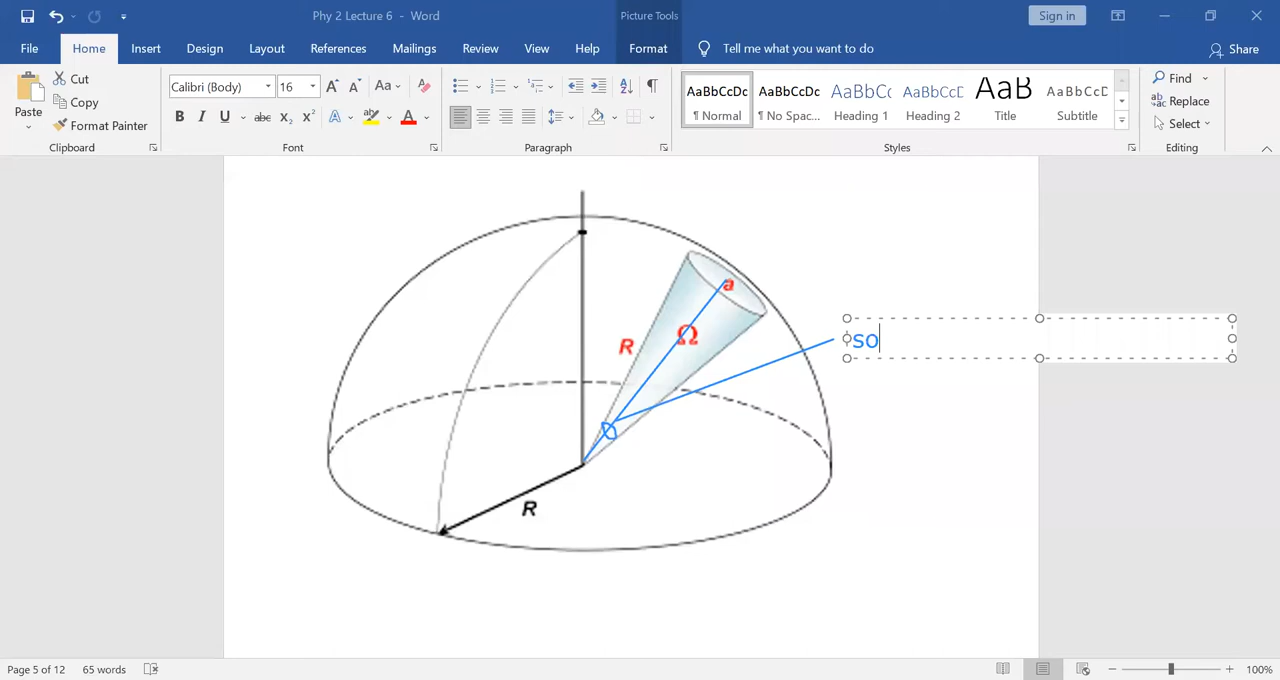 Phy 2 Lecture 6 - Word
Picture Tools
Sign in
File Home Insert Design Layout References Mailings Review View Help Format Tell me what you want to do Share
Paste
Cut
Copy
Format Painter
Clipboard
Calibri (Body) 16
Font
Paragraph
AaBbCcDc ¶ Normal
AaBbCcDc ¶ No Spac...
AaBbCc Heading 1
AaBbCcD Heading 2
AaB Title
AaBbCcD Subtitle
Styles
Find
Replace
Select
Editing
a
R Ω
so
R
Page 5 of 12 65 words 100%